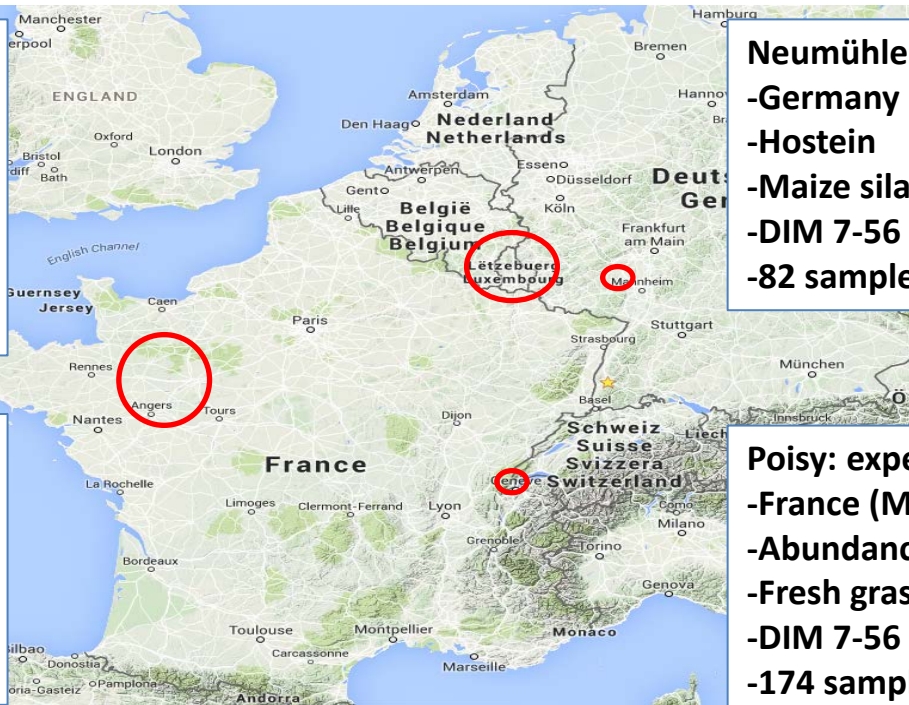 Manchester
Hamburg
erpool
Bremen
ENGLAND
Hanno
Amsterdam
Nederland
Netherlands
Den Haag
Oxford
London
Bristol
diff
Bath
Essen
Antwerpen
Düsseldorf
Gent
Deut
Ger
Lille
België
Belgique
Belgium
Köln
Frankfurt
am Main
English Channel
Lëtzebuerg
Luxembourg
Mannheim
Guernsey
Jersey
Caen
Paris
Stuttgart
Strasbourg
Rennes
München
Basel
Angers
Tours
Nantes
Dijon
Innsbruck
Schweiz
Suisse
Svizzera
Switzerland
Liech
France
La Rochelle
Genève
Limoges
Clermont-Ferrand
Lyon
Como
Milano
Grenoble
Torino
Bordeaux
Genova
Toulouse
Montpellier
Monaco
ilbao
Carcassonne
Donostia
Marseille
oria-Gasteiz
Pamplona
Andorra
Neumühle
-Germany
-Hostein
-Maize sila
-DIM 7-56
-82 sample
Poisy: expe
-France (M
-Abundanc
-Fresh gras
-DIM 7-56
-174 samp